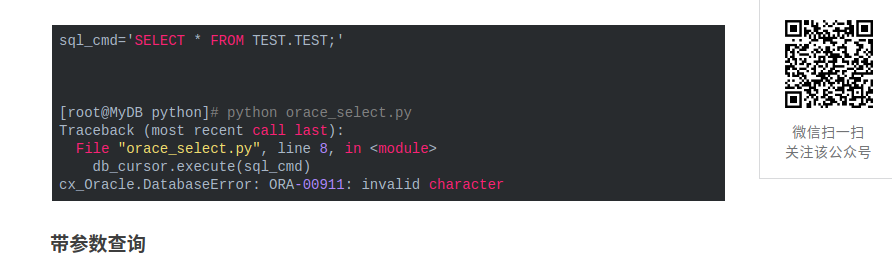 sql_cmd='SELECT * FROM TEST.TEST;'
[root@MyDB python]# python orace_select.py
Traceback (most recent call last):
  File "orace_select.py", line 8, in <module>
    db_cursor.execute(sql_cmd)
cx_Oracle.DatabaseError: ORA-00911: invalid character
带参数查询
微信扫一扫
关注该公众号